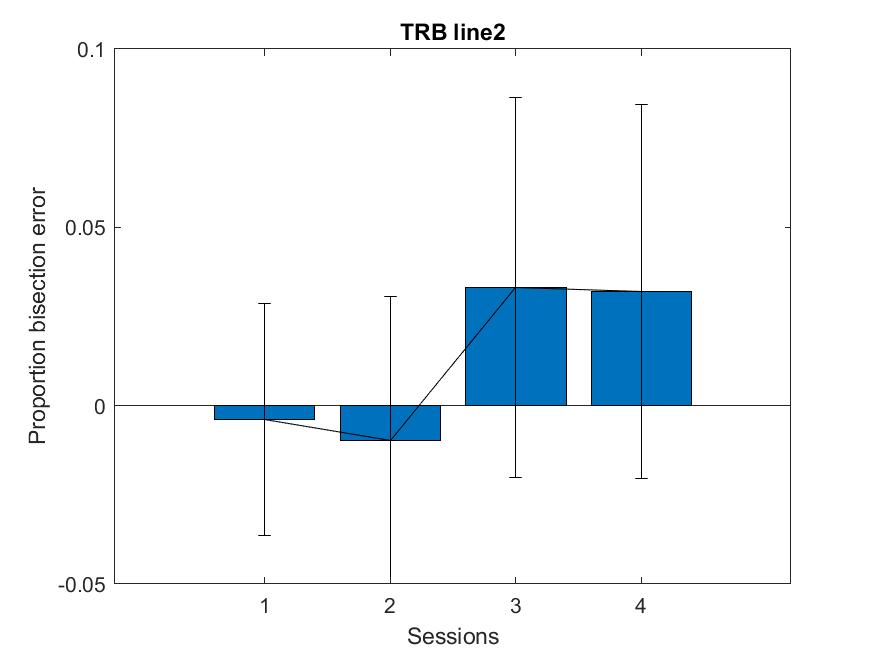 TRB line2
0.1
0.05
0
-0.05
Proportion bisection error
1 2 3 4
Sessions